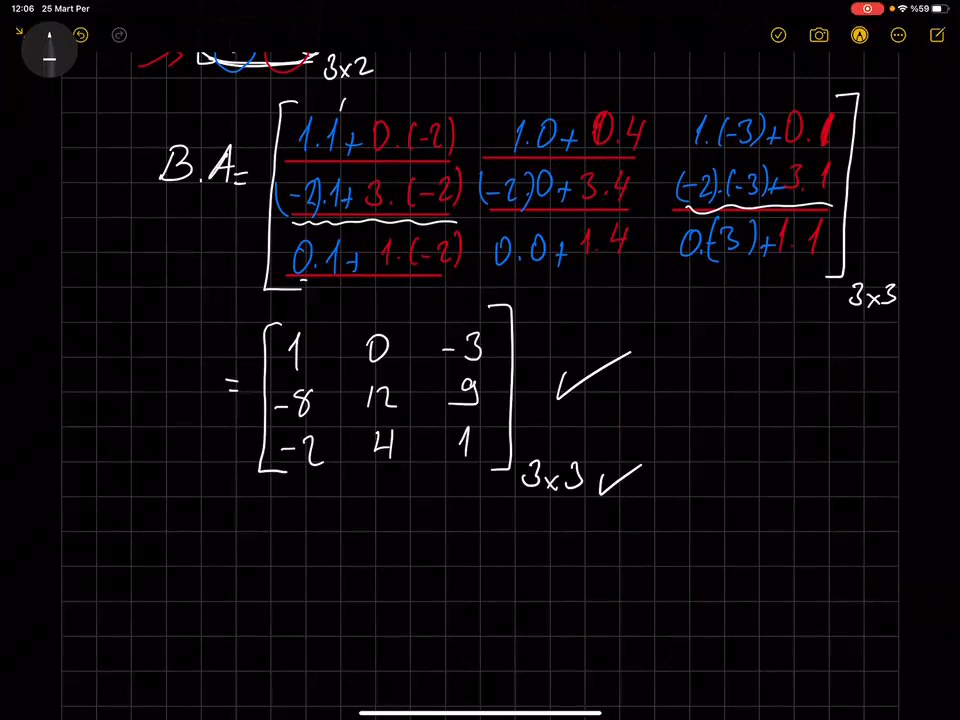 12:06 25 Mart Per %59
3x2
B.A= [ 1.1+0.(-2) 1.0+0.4 1.(-3)+0.1
(-2).1+3.(-2) (-2).0+3.4 (-2).(-3)+3.1
0.1+1.(-2) 0.0+1.4 0.(-3)+1.1 ]
3x3
= [ 1 0 -3
-8 12 9
-2 4 1 ] ✓
3x3 ✓